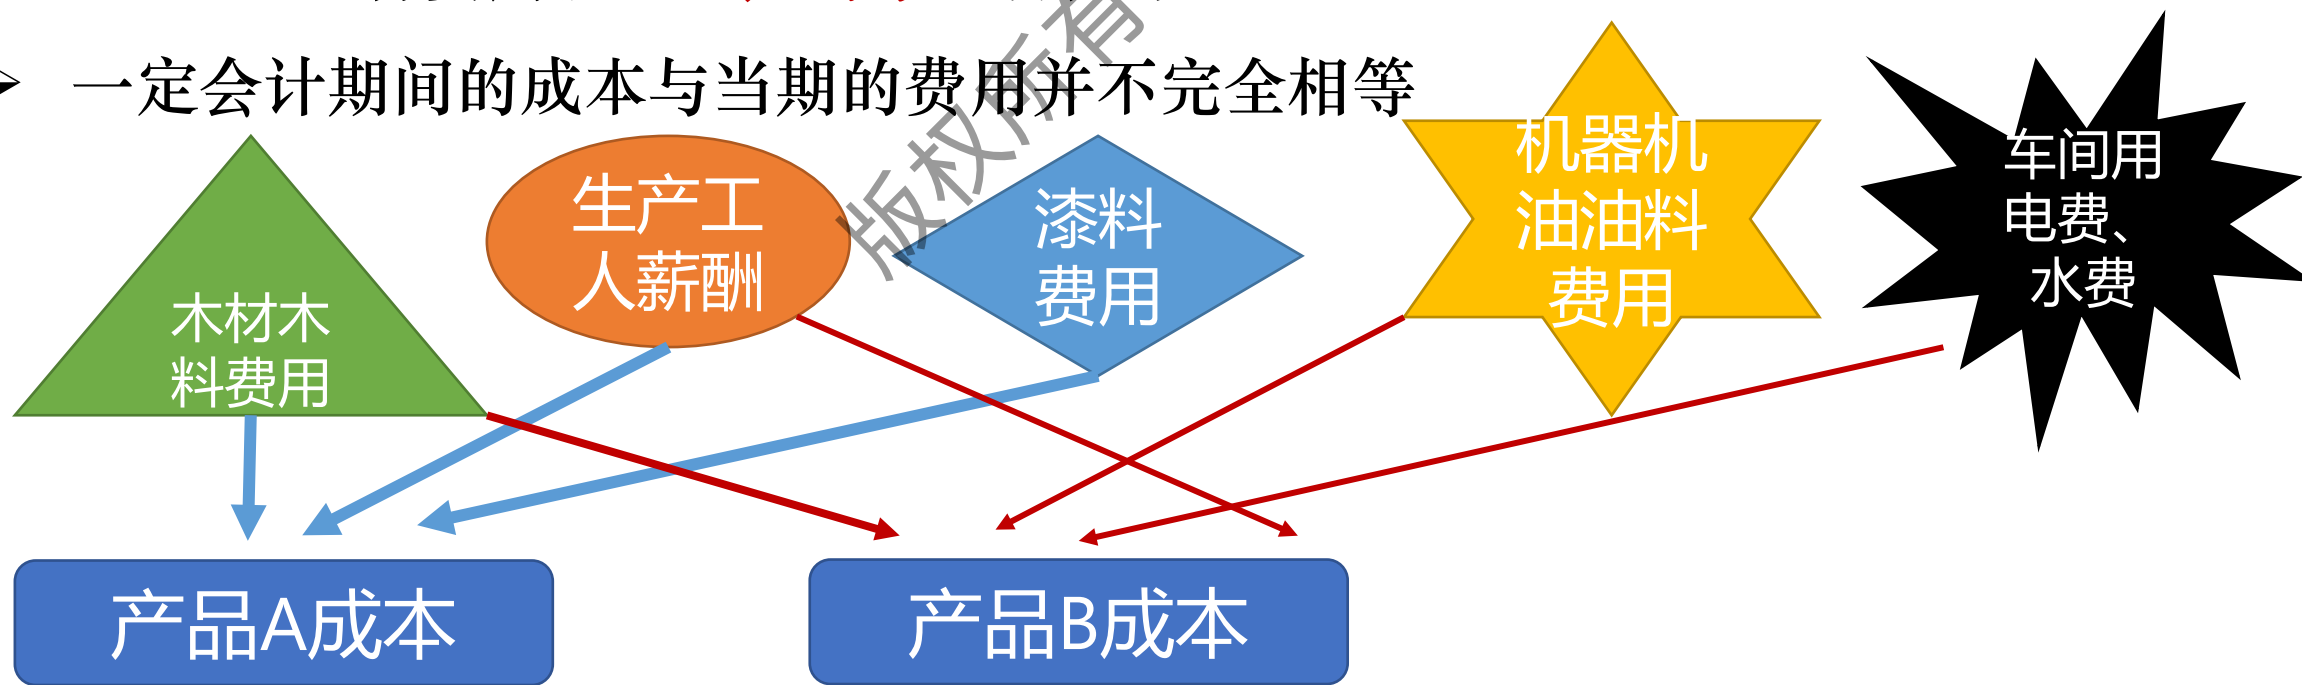 一定会计期间的成本与当期的费用并不完全相等
木材木
料费用
生产工
人薪酬
漆料
费用
机器机
油油料
费用
车间用
电费、
水费
版权所有
产品A成本
产品B成本